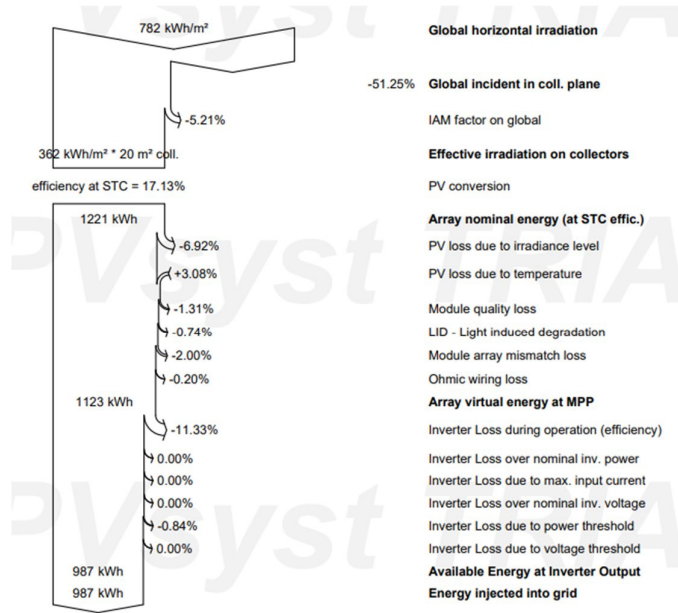 782 kWh/m² Global horizontal irradiation
-51.25% Global incident in coll. plane
-5.21% IAM factor on global
362 kWh/m² * 20 m² coll. Effective irradiation on collectors
efficiency at STC = 17.13% PV conversion
1221 kWh Array nominal energy (at STC effic.)
-6.92% PV loss due to irradiance level
+3.08% PV loss due to temperature
-1.31% Module quality loss
-0.74% LID - Light induced degradation
-2.00% Module array mismatch loss
-0.20% Ohmic wiring loss
1123 kWh Array virtual energy at MPP
-11.33% Inverter Loss during operation (efficiency)
0.00% Inverter Loss over nominal inv. power
0.00% Inverter Loss due to max. input current
0.00% Inverter Loss over nominal inv. voltage
-0.84% Inverter Loss due to power threshold
0.00% Inverter Loss due to voltage threshold
987 kWh Available Energy at Inverter Output
987 kWh Energy injected into grid
PVsyst TRIA
PVsyst TRIA